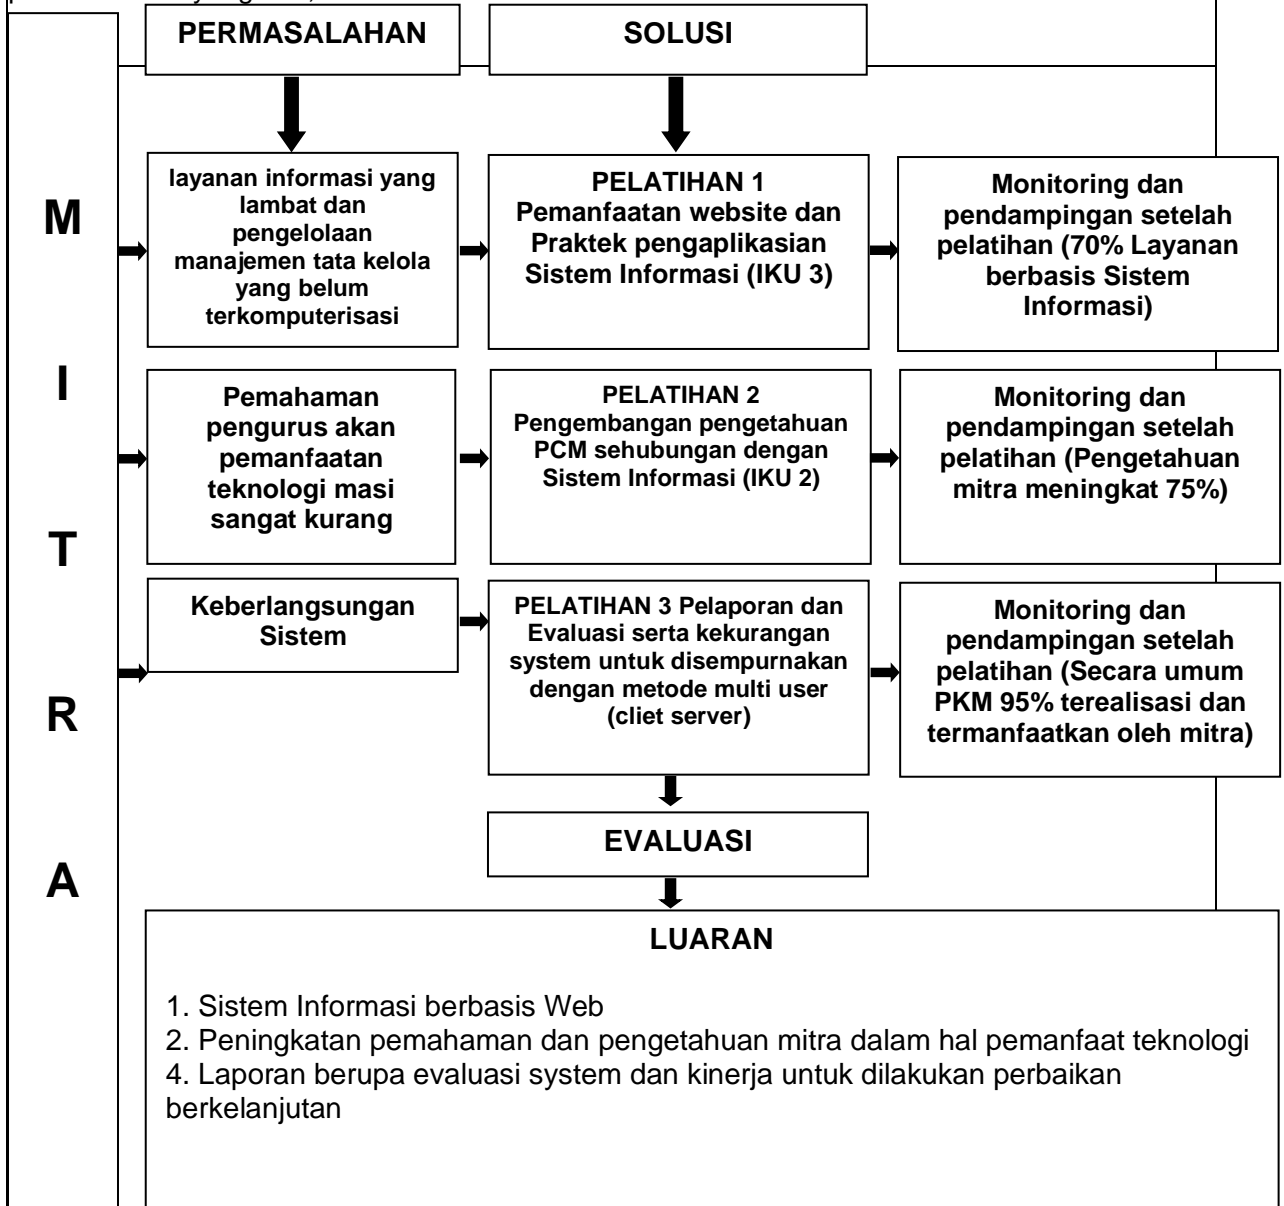 PERMASALAHAN
SOLUSI
M
I
T
R
A
layanan informasi yang
lambat dan
pengelolaan
manajemen tata kelola
yang belum
terkomputerisasi
PELATIHAN 1
Pemanfaatan website dan
Praktek pengaplikasian
Sistem Informasi (IKU 3)
Monitoring dan
pendampingan setelah
pelatihan (70% Layanan
berbasis Sistem
Informasi)
Pemahaman
pengurus akan
pemanfaatan
teknologi masi
sangat kurang
PELATIHAN 2
Pengembangan pengetahuan
PCM sehubungan dengan
Sistem Informasi (IKU 2)
Monitoring dan
pendampingan setelah
pelatihan (Pengetahuan
mitra meningkat 75%)
Keberlangsungan
Sistem
PELATIHAN 3 Pelaporan dan
Evaluasi serta kekurangan
system untuk disempurnakan
dengan metode multi user
(cliet server)
Monitoring dan
pendampingan setelah
pelatihan (Secara umum
PKM 95% terealisasi dan
termanfaatkan oleh mitra)
EVALUASI
LUARAN
1. Sistem Informasi berbasis Web
2. Peningkatan pemahaman dan pengetahuan mitra dalam hal pemanfaat teknologi
4. Laporan berupa evaluasi system dan kinerja untuk dilakukan perbaikan
berkelanjutan